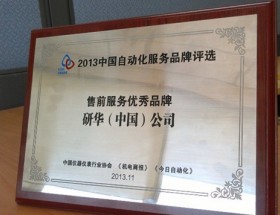 2013中国自动化服务品牌评选
售前服务优秀品牌
研华（中国）公司
中国仪器仪表行业协会 《机电商报》 《今日自动化》
2013.11